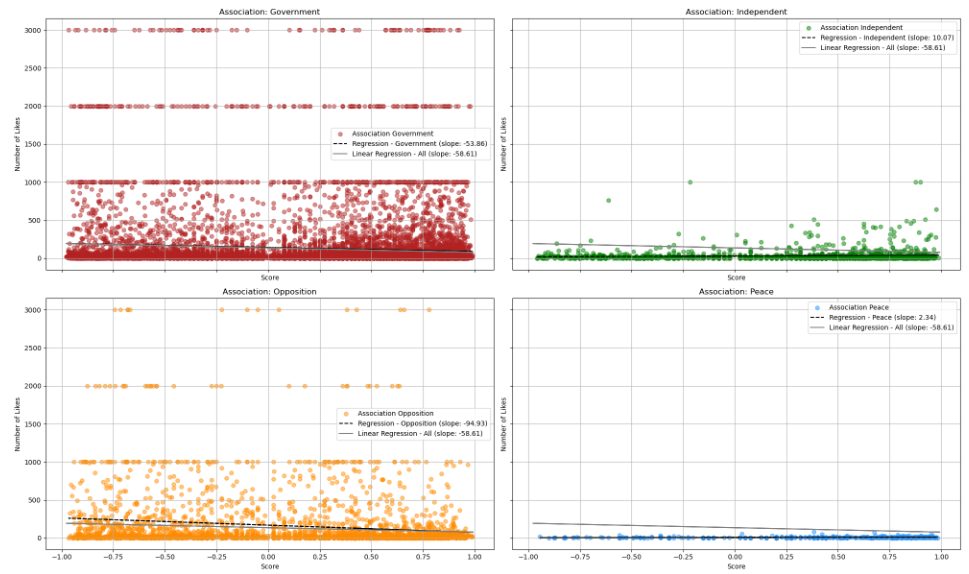 Association: Government
3000
2500
2000
1500
1000
500
0
Number of Likes
Score
Association Government
Regression - Government (slope: -53.86)
Linear Regression - All (slope: -58.61)
Association: Independent
Number of Likes
Score
Association Independent
Regression - Independent (slope: 10.07)
Linear Regression - All (slope: -58.61)
Association: Opposition
3000
2500
2000
1500
1000
500
0
Number of Likes
−1.00 −0.75 −0.50 −0.25 0.00 0.25 0.50 0.75 1.00
Score
Association Opposition
Regression - Opposition (slope: -94.93)
Linear Regression - All (slope: -58.61)
Association: Peace
Number of Likes
−1.00 −0.75 −0.50 −0.25 0.00 0.25 0.50 0.75 1.00
Score
Association Peace
Regression - Peace (slope: 2.34)
Linear Regression - All (slope: -58.61)